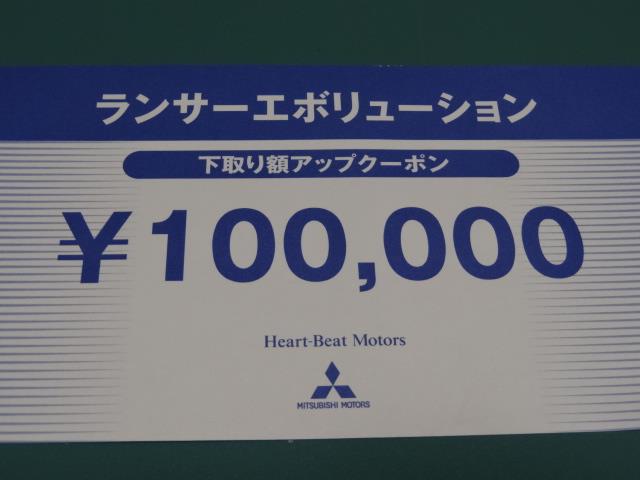 ランサーエボリューション
下取り額アップクーポン
¥100,000
Heart-Beat Motors
MITSUBISHI MOTORS